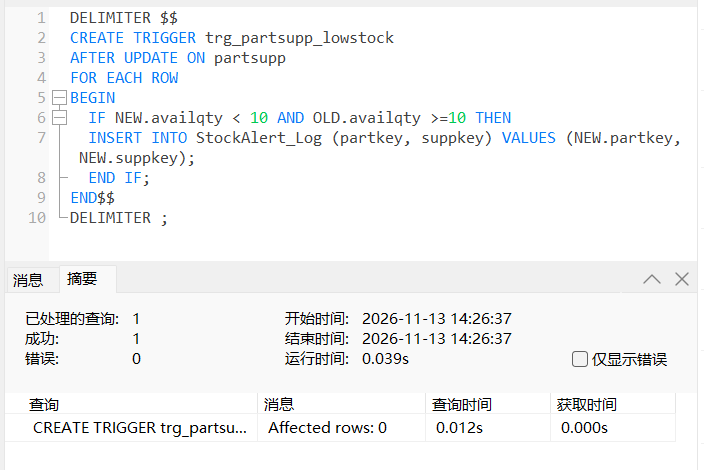 1 DELIMITER $$
2 CREATE TRIGGER trg_partsupp_lowstock
3 AFTER UPDATE ON partsupp
4 FOR EACH ROW
5 BEGIN
6 IF NEW.availqty < 10 AND OLD.availqty >=10 THEN
7 INSERT INTO StockAlert_Log (partkey, suppkey) VALUES (NEW.partkey,
NEW.suppkey);
8 END IF;
9 END$$
10 DELIMITER ;
消息 摘要
已处理的查询: 1 开始时间: 2026-11-13 14:26:37
成功: 1 结束时间: 2026-11-13 14:26:37
错误: 0 运行时间: 0.039s 仅显示错误
查询 消息 查询时间 获取时间
CREATE TRIGGER trg_partsu... Affected rows: 0 0.012s 0.000s